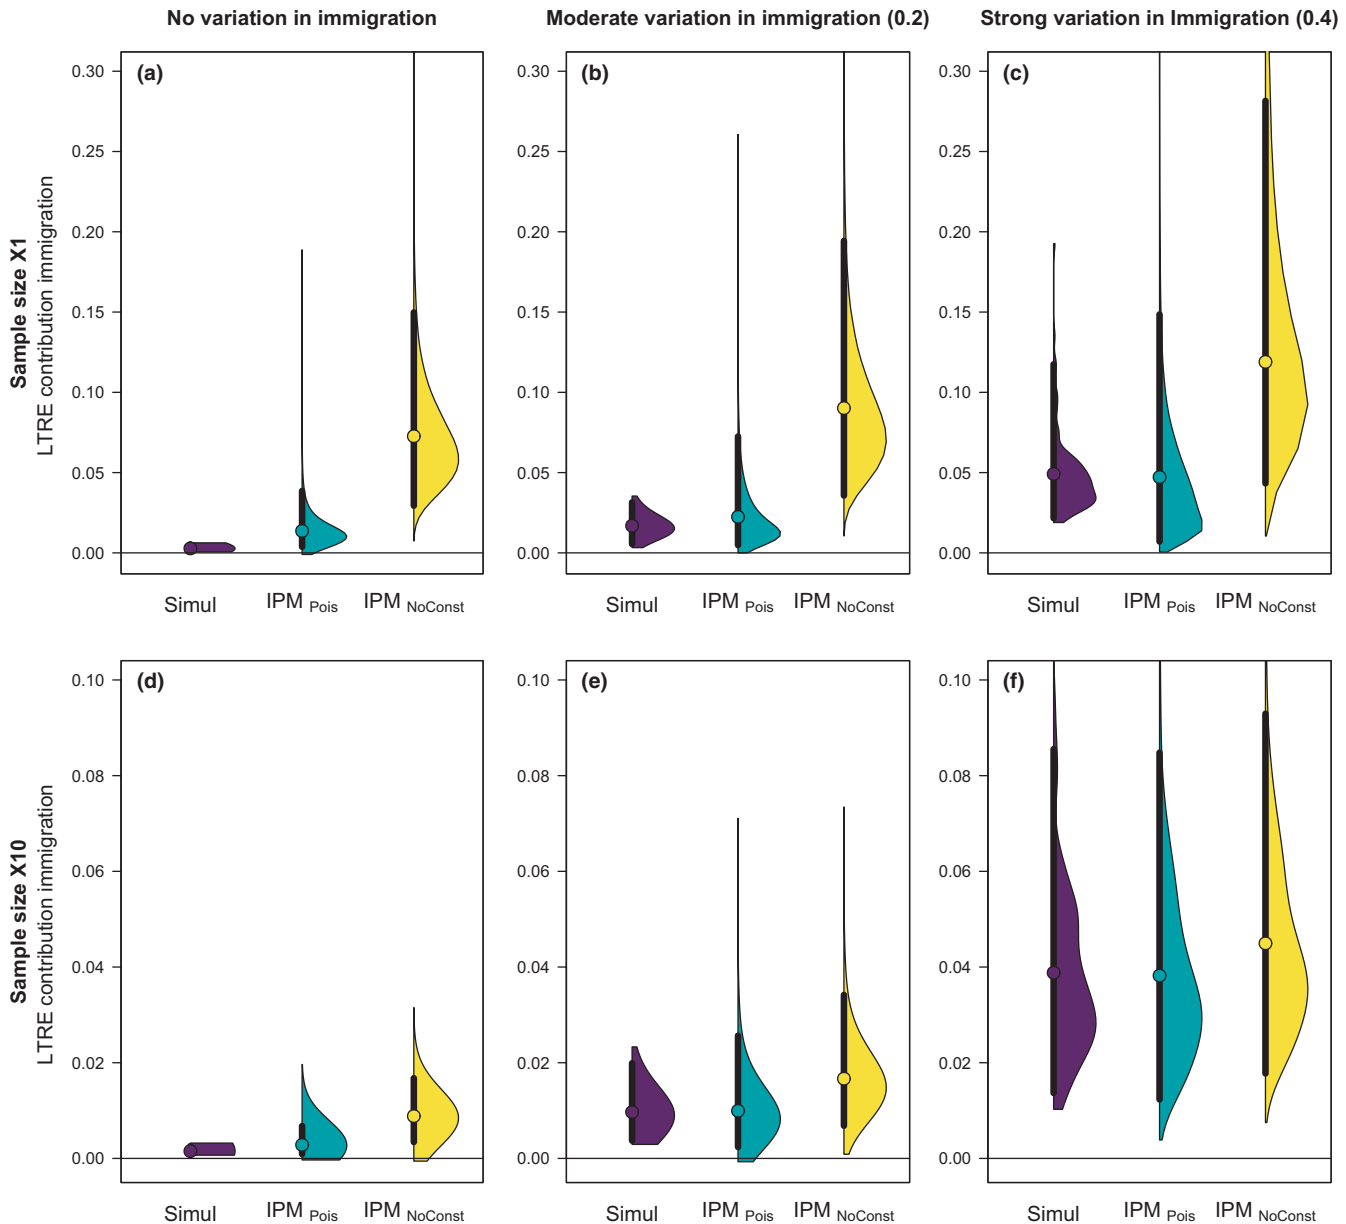 No variation in immigration
Moderate variation in immigration (0.2)
Strong variation in Immigration (0.4)
Sample size X1
LTRE contribution immigration
(a)
0.30
0.25
0.20
0.15
0.10
0.05
0.00
Simul
IPM Pois
IPM NoConst
(b)
0.30
0.25
0.20
0.15
0.10
0.05
0.00
Simul
IPM Pois
IPM NoConst
(c)
0.30
0.25
0.20
0.15
0.10
0.05
0.00
Simul
IPM Pois
IPM NoConst
Sample size X10
LTRE contribution immigration
(d)
0.10
0.08
0.06
0.04
0.02
0.00
Simul
IPM Pois
IPM NoConst
(e)
0.10
0.08
0.06
0.04
0.02
0.00
Simul
IPM Pois
IPM NoConst
(f)
0.10
0.08
0.06
0.04
0.02
0.00
Simul
IPM Pois
IPM NoConst